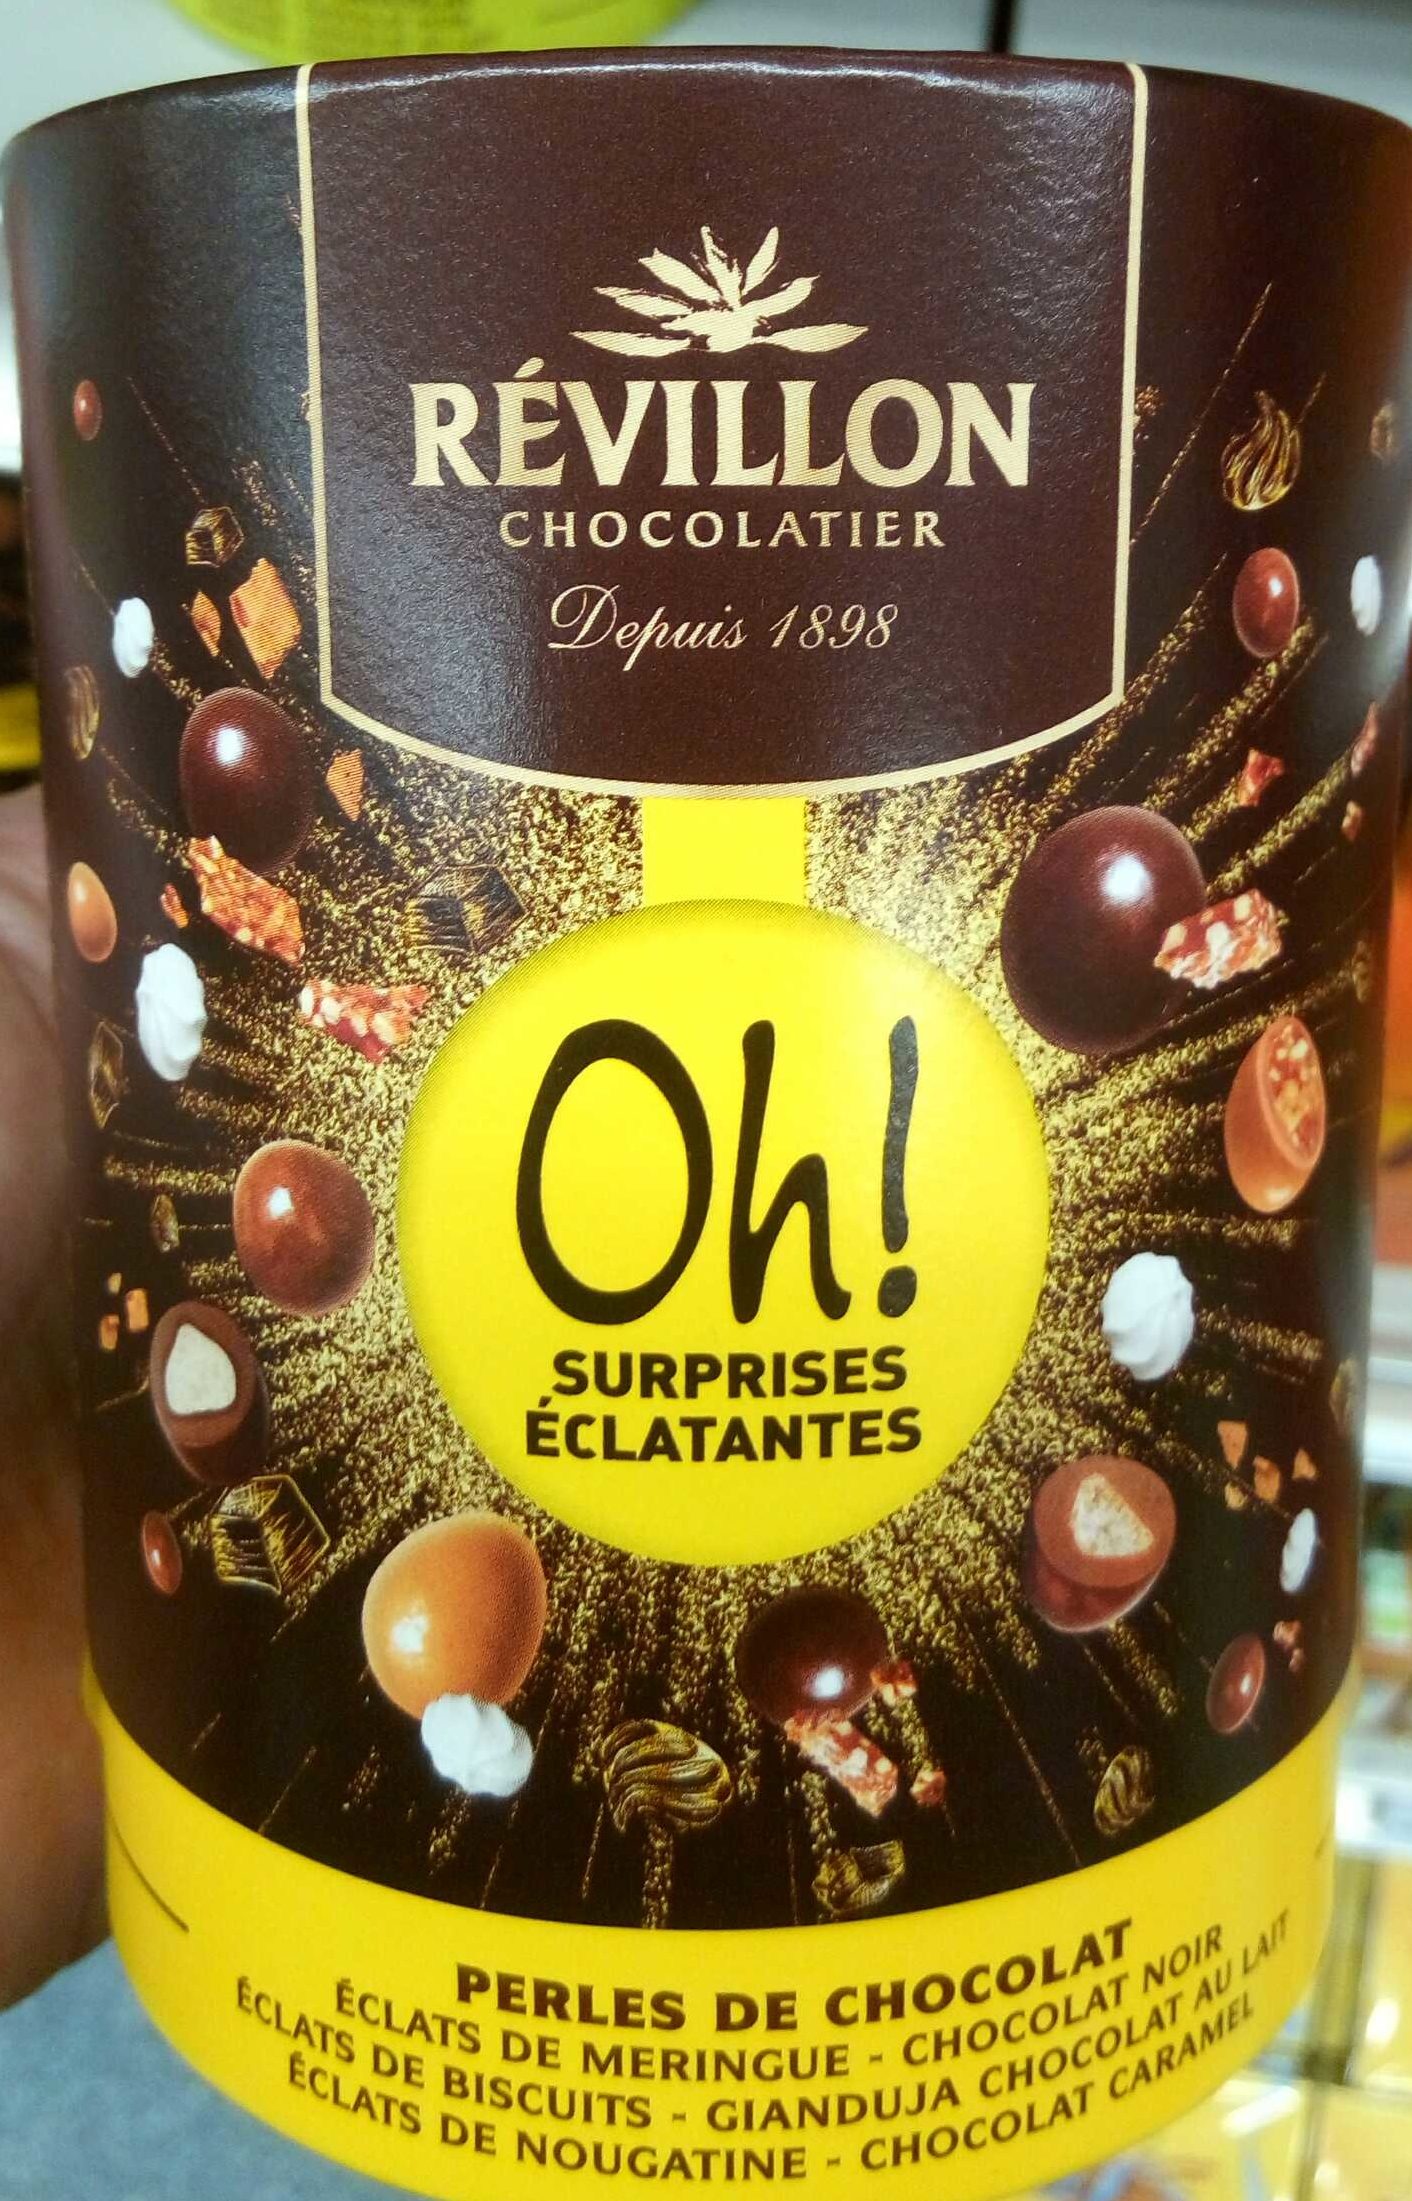 RÉVILLON
CHOCOLATIER
Depuis 1898
Oh!
SURPRISES
ÉCLATANTES
PERLES DE CHOCOLAT
ÉCLATS DE MERINGUE - CHOCOLAT NOIR
ÉCLATS DE BISCUITS - GIANDUJA CHOCOLAT AU LAIT
ÉCLATS DE NOUGATINE - CHOCOLAT CARAMEL